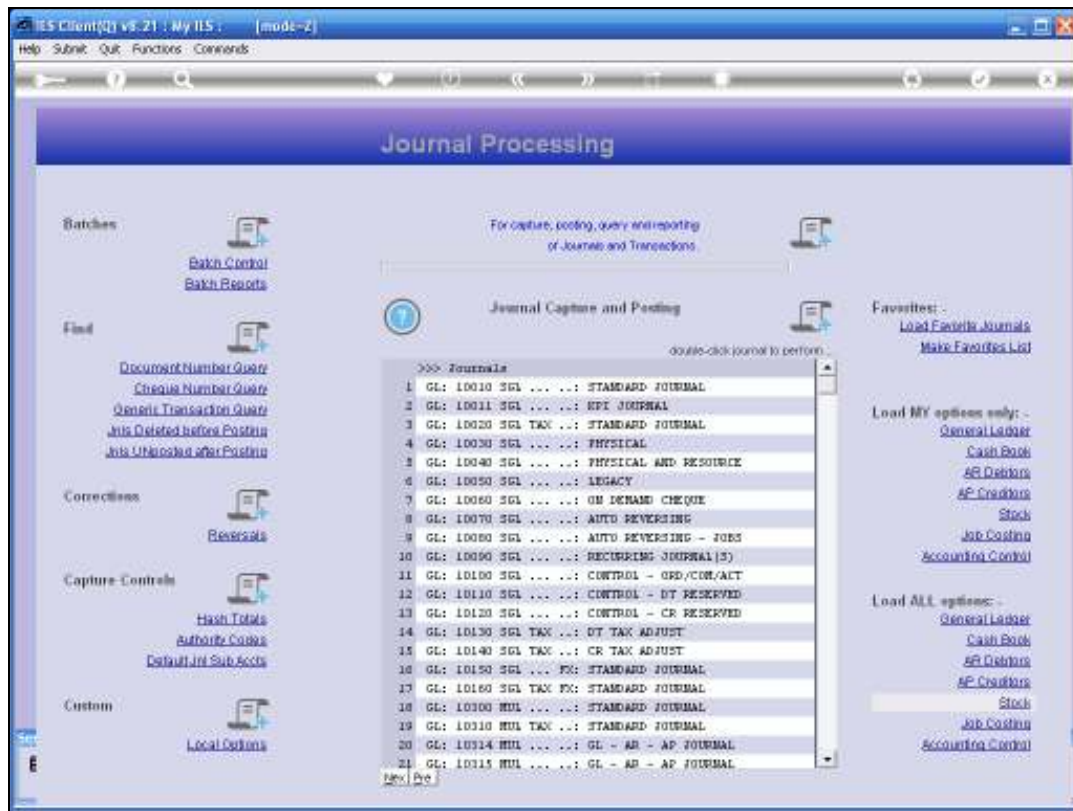 IES Client(Q) v8.21 : My IES : [mode=Z]
Help Submit Quit Functions Commands
Journal Processing
Batches
Batch Control
Batch Reports
Find
Document Number Query
Cheque Number Query
Generic Transaction Query
Jnls Deleted before Posting
Jnls UNposted after Posting
Corrections
Reversals
Capture Controls
Hash Totals
Authority Codes
Default Jnl Sub Accts
Custom
Local Options
For capture, posting, query and reporting
of Journals and Transactions
Journal Capture and Posting
double-click journal to perform...
>>> Journals
1 GL: 10010 SGL ... ..: STANDARD JOURNAL
2 GL: 10011 SGL ... ..: KPI JOURNAL
3 GL: 10020 SGL TAX ..: STANDARD JOURNAL
4 GL: 10030 SGL ... ..: PHYSICAL
5 GL: 10040 SGL ... ..: PHYSICAL AND RESOURCE
6 GL: 10050 SGL ... ..: LEGACY
7 GL: 10060 SGL ... ..: ON DEMAND CHEQUE
8 GL: 10070 SGL ... ..: AUTO REVERSING
9 GL: 10080 SGL ... ..: AUTO REVERSING - JOBS
10 GL: 10090 SGL ... ..: RECURRING JOURNAL(S)
11 GL: 10100 SGL ... ..: CONTROL - ORD/COM/ACT
12 GL: 10110 SGL ... ..: CONTROL - DT RESERVED
13 GL: 10120 SGL ... ..: CONTROL - CR RESERVED
14 GL: 10130 SGL TAX ..: DT TAX ADJUST
15 GL: 10140 SGL TAX ..: CR TAX ADJUST
16 GL: 10150 SGL ... FX: STANDARD JOURNAL
17 GL: 10160 SGL TAX FX: STANDARD JOURNAL
18 GL: 10300 MUL ... ..: STANDARD JOURNAL
19 GL: 10310 MUL TAX ..: STANDARD JOURNAL
20 GL: 10314 MUL ... ..: GL - AR - AP JOURNAL
21 GL: 10315 MUL ... ..: GL - AR - AP JOURNAL
Nex Pre
Favorites: -
Load Favorite Journals
Make Favorites List
Load MY options only: -
General Ledger
Cash Book
AR Debtors
AP Creditors
Stock
Job Costing
Accounting Control
Load ALL options: -
General Ledger
Cash Book
AR Debtors
AP Creditors
Stock
Job Costing
Accounting Control